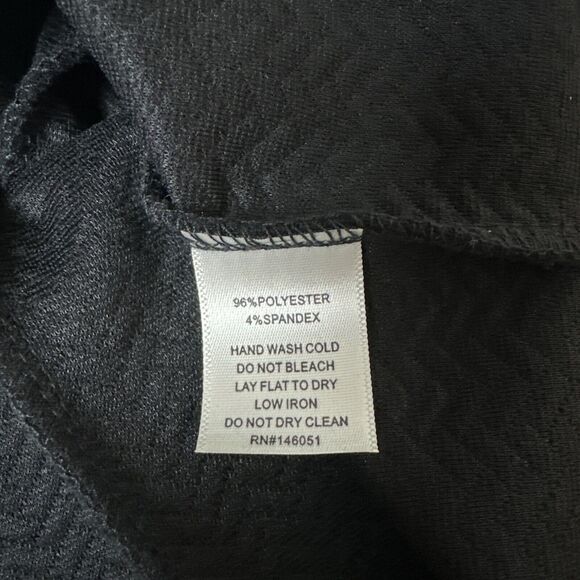 96%POLYESTER
4%SPANDEX
HAND WASH COLD
DO NOT BLEACH
LAY FLAT TO DRY
LOW IRON
DO NOT DRY CLEAN
RN#146051